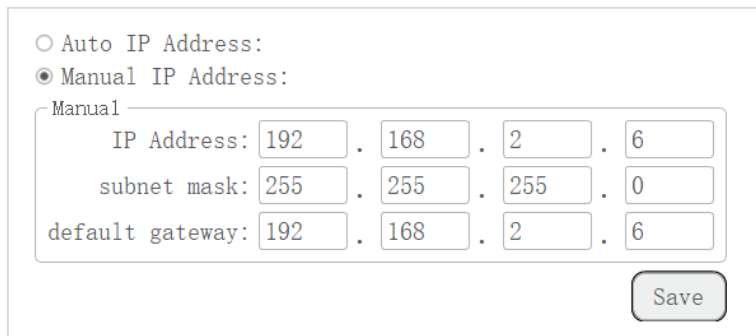 Auto IP Address:
Manual IP Address:
Manual
IP Address: 192 . 168 . 2 . 6
subnet mask: 255 . 255 . 255 . 0
default gateway: 192 . 168 . 2 . 6
Save